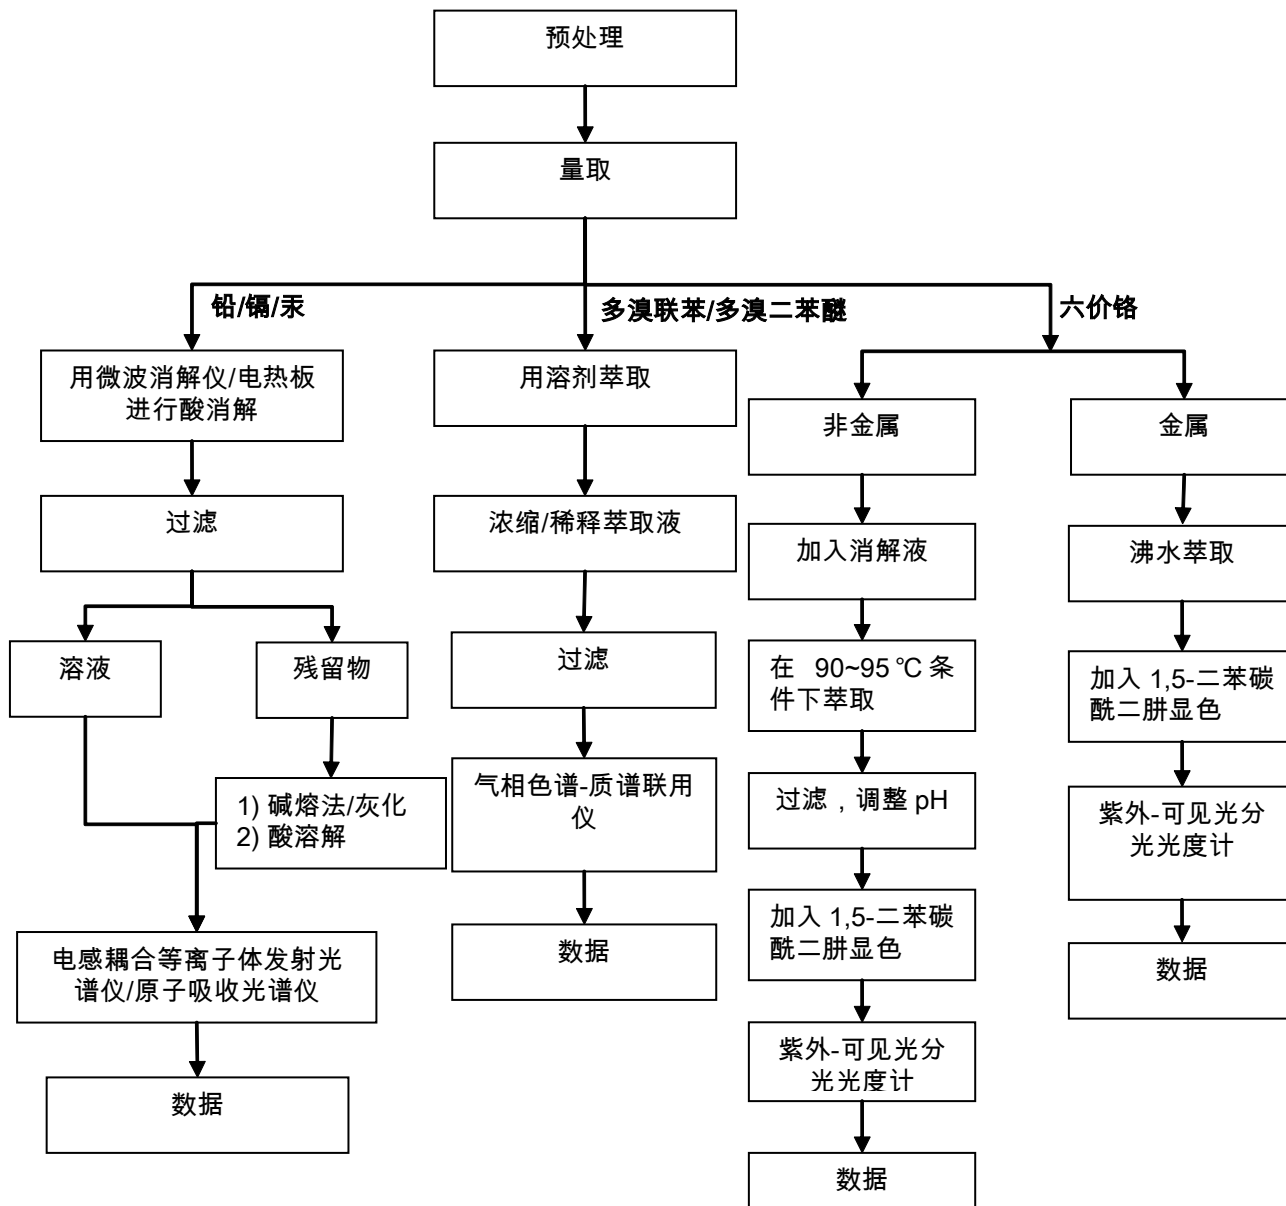 预处理
量取
铅/镉/汞
多溴联苯/多溴二苯醚
六价铬
用微波消解仪/电热板
进行酸消解
过滤
溶液
残留物
1) 碱熔法/灰化
2) 酸溶解
电感耦合等离子体发射光
谱仪/原子吸收光谱仪
数据
用溶剂萃取
浓缩/稀释萃取液
过滤
气相色谱-质谱联用
仪
数据
非金属
加入消解液
在 90~95 ℃ 条
件下萃取
过滤，调整 pH
加入 1,5-二苯碳
酰二肼显色
紫外-可见光分
光光度计
数据
金属
沸水萃取
加入 1,5-二苯碳
酰二肼显色
紫外-可见光分
光光度计
数据